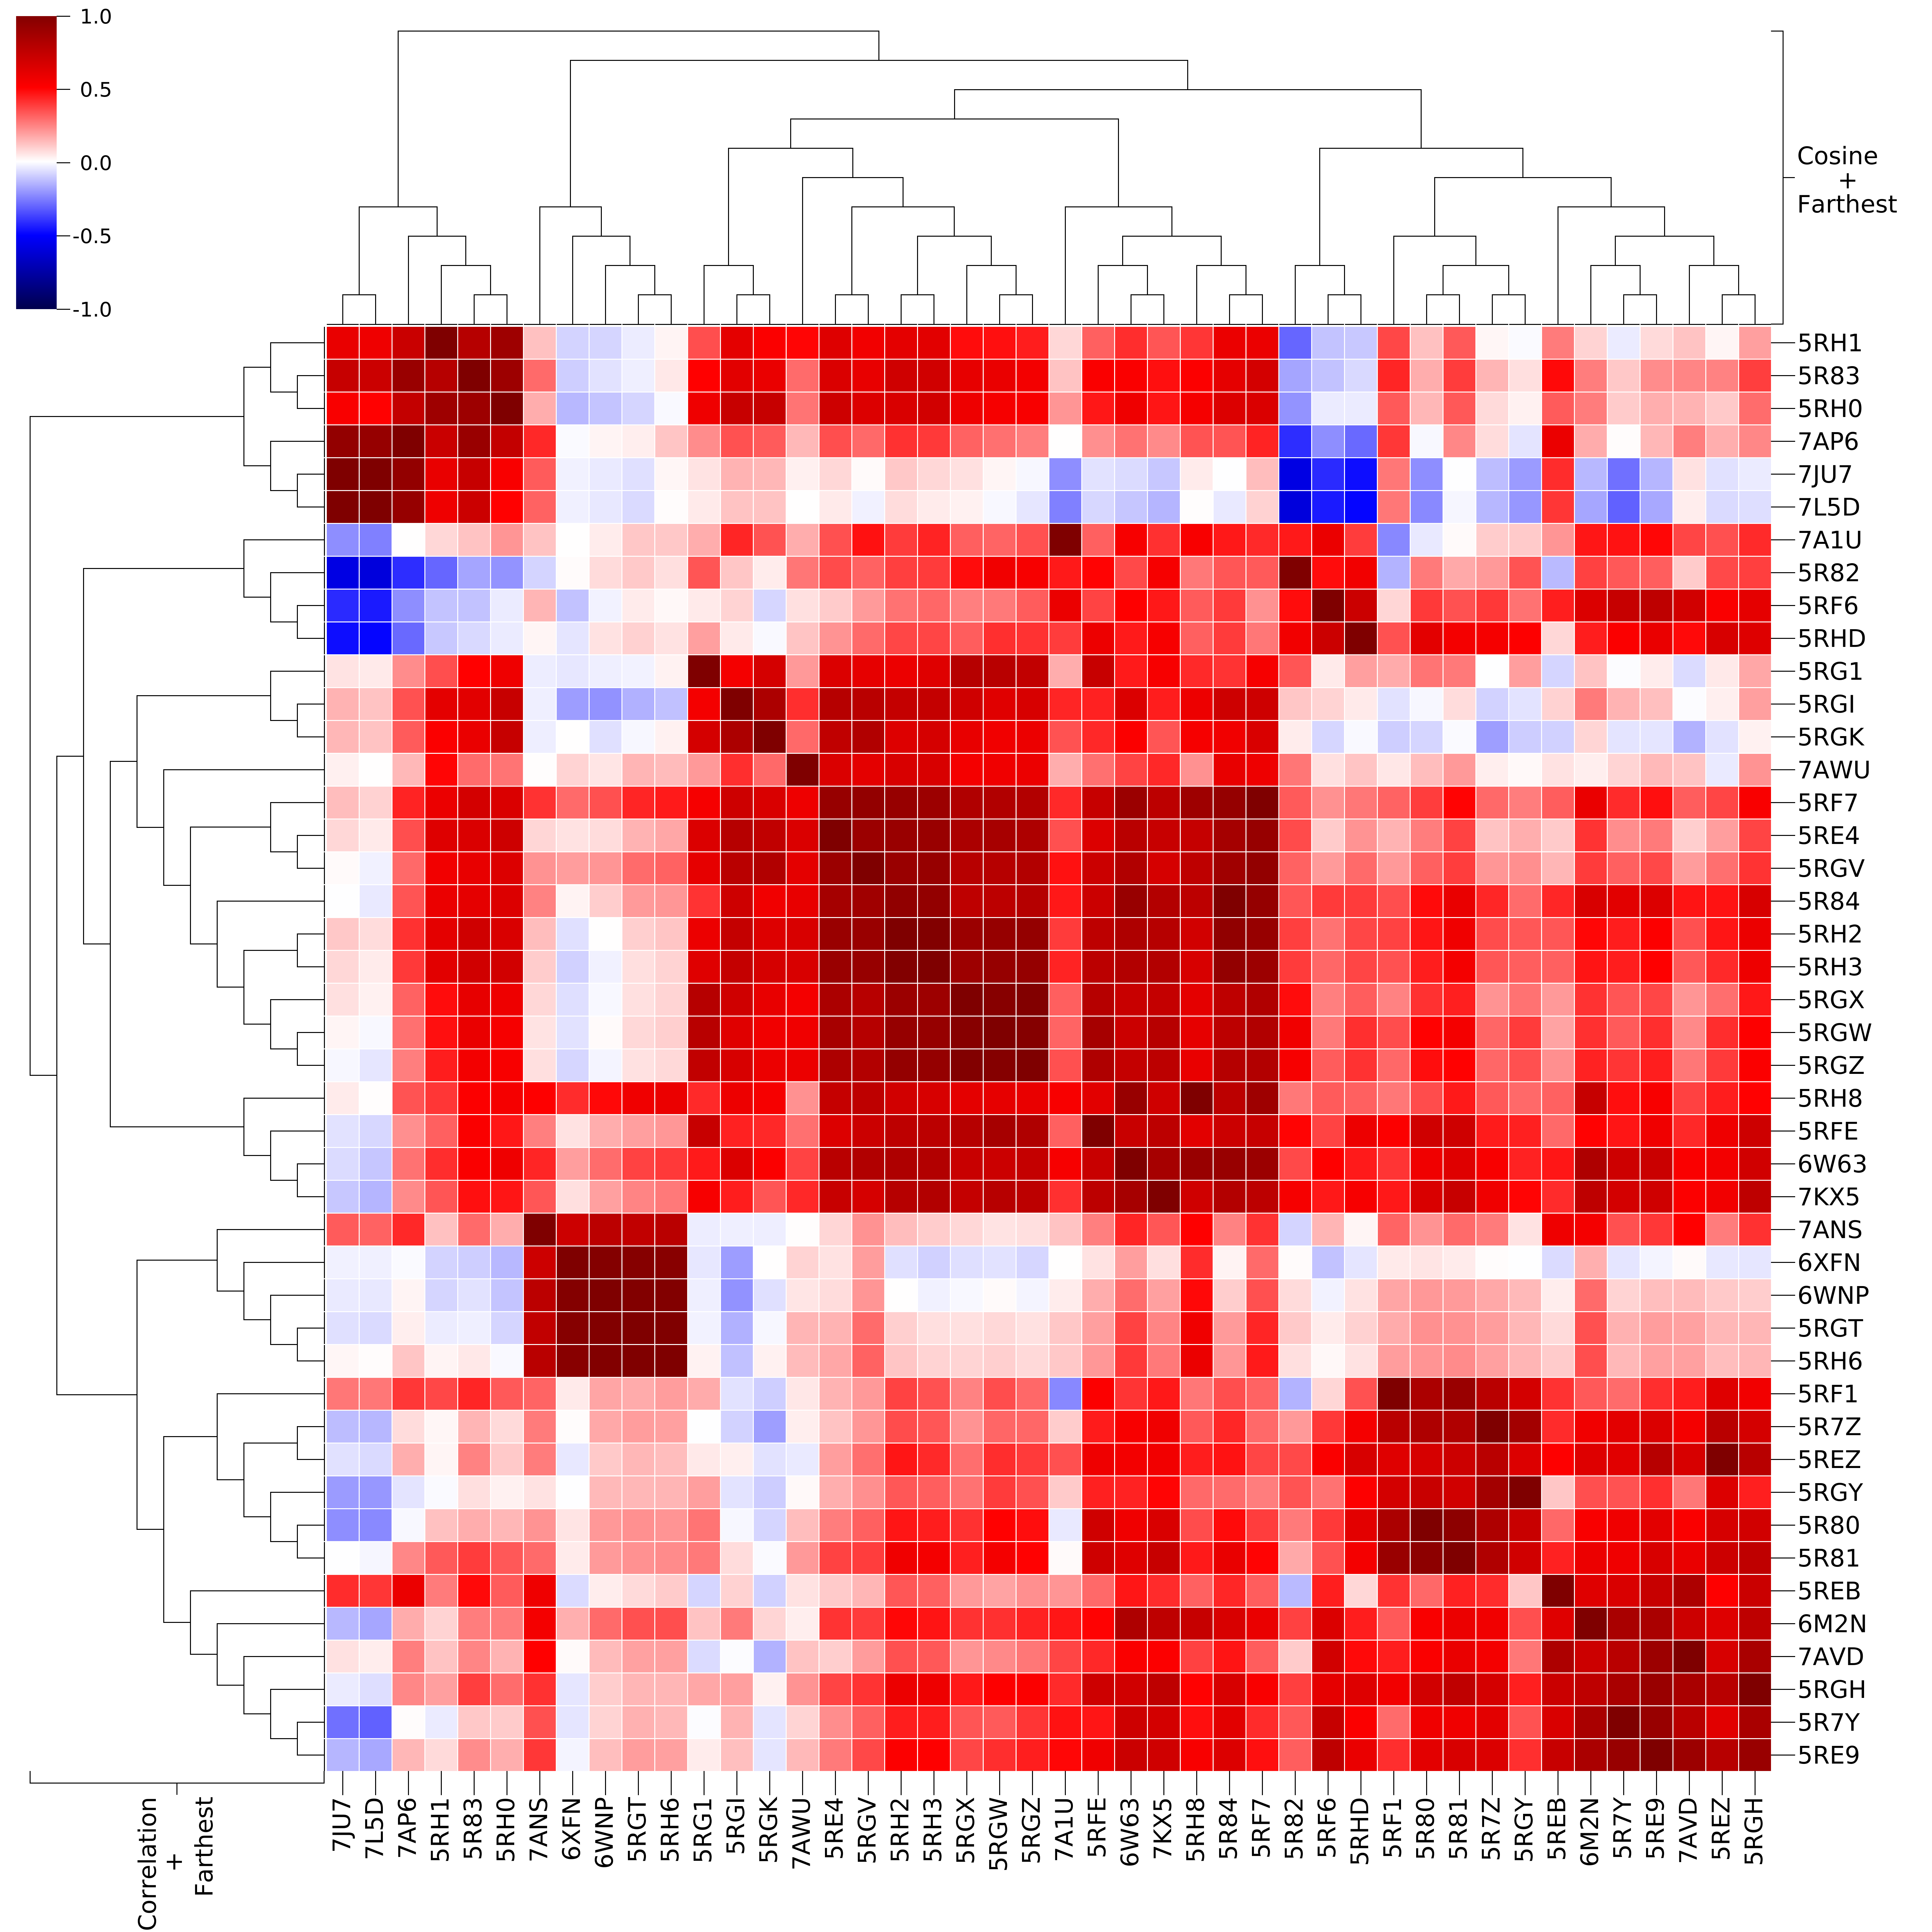 1.0
0.5
0.0
-0.5
-1.0
Cosine
+
Farthest
5RH1
5R83
5RH0
7AP6
7JU7
7L5D
7A1U
5R82
5RF6
5RHD
5RG1
5RGI
5RGK
7AWU
5RF7
5RE4
5RGV
5R84
5RH2
5RH3
5RGX
5RGW
5RGZ
5RH8
5RFE
6W63
7KX5
7ANS
6XFN
6WNP
5RGT
5RH6
5RF1
5R7Z
5REZ
5RGY
5R80
5R81
5REB
6M2N
7AVD
5RGH
5R7Y
5RE9
Correlation
+
Farthest
7JU7
7L5D
7AP6
5RH1
5R83
5RH0
7ANS
6XFN
6WNP
5RGT
5RH6
5RG1
5RGI
5RGK
7AWU
5RE4
5RGV
5RH2
5RH3
5RGX
5RGW
5RGZ
7A1U
5RFE
6W63
7KX5
5RH8
5R84
5RF7
5R82
5RF6
5RHD
5RF1
5R80
5R81
5R7Z
5RGY
5REB
6M2N
5R7Y
5RE9
7AVD
5REZ
5RGH